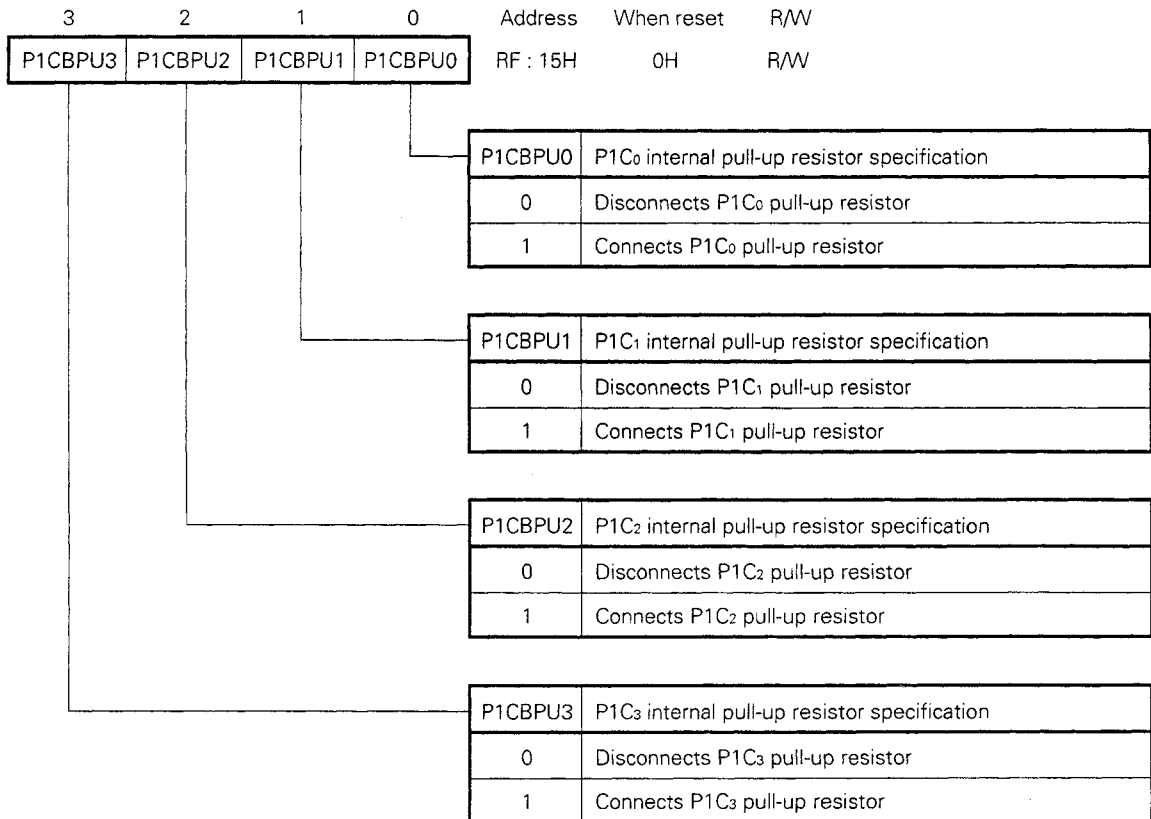 3 2 1 0 Address When reset R/W
P1CBPU3 P1CBPU2 P1CBPU1 P1CBPU0 RF : 15H 0H R/W
P1CBPU0 P1C₀ internal pull-up resistor specification
0 Disconnects P1C₀ pull-up resistor
1 Connects P1C₀ pull-up resistor
P1CBPU1 P1C₁ internal pull-up resistor specification
0 Disconnects P1C₁ pull-up resistor
1 Connects P1C₁ pull-up resistor
P1CBPU2 P1C₂ internal pull-up resistor specification
0 Disconnects P1C₂ pull-up resistor
1 Connects P1C₂ pull-up resistor
P1CBPU3 P1C₃ internal pull-up resistor specification
0 Disconnects P1C₃ pull-up resistor
1 Connects P1C₃ pull-up resistor